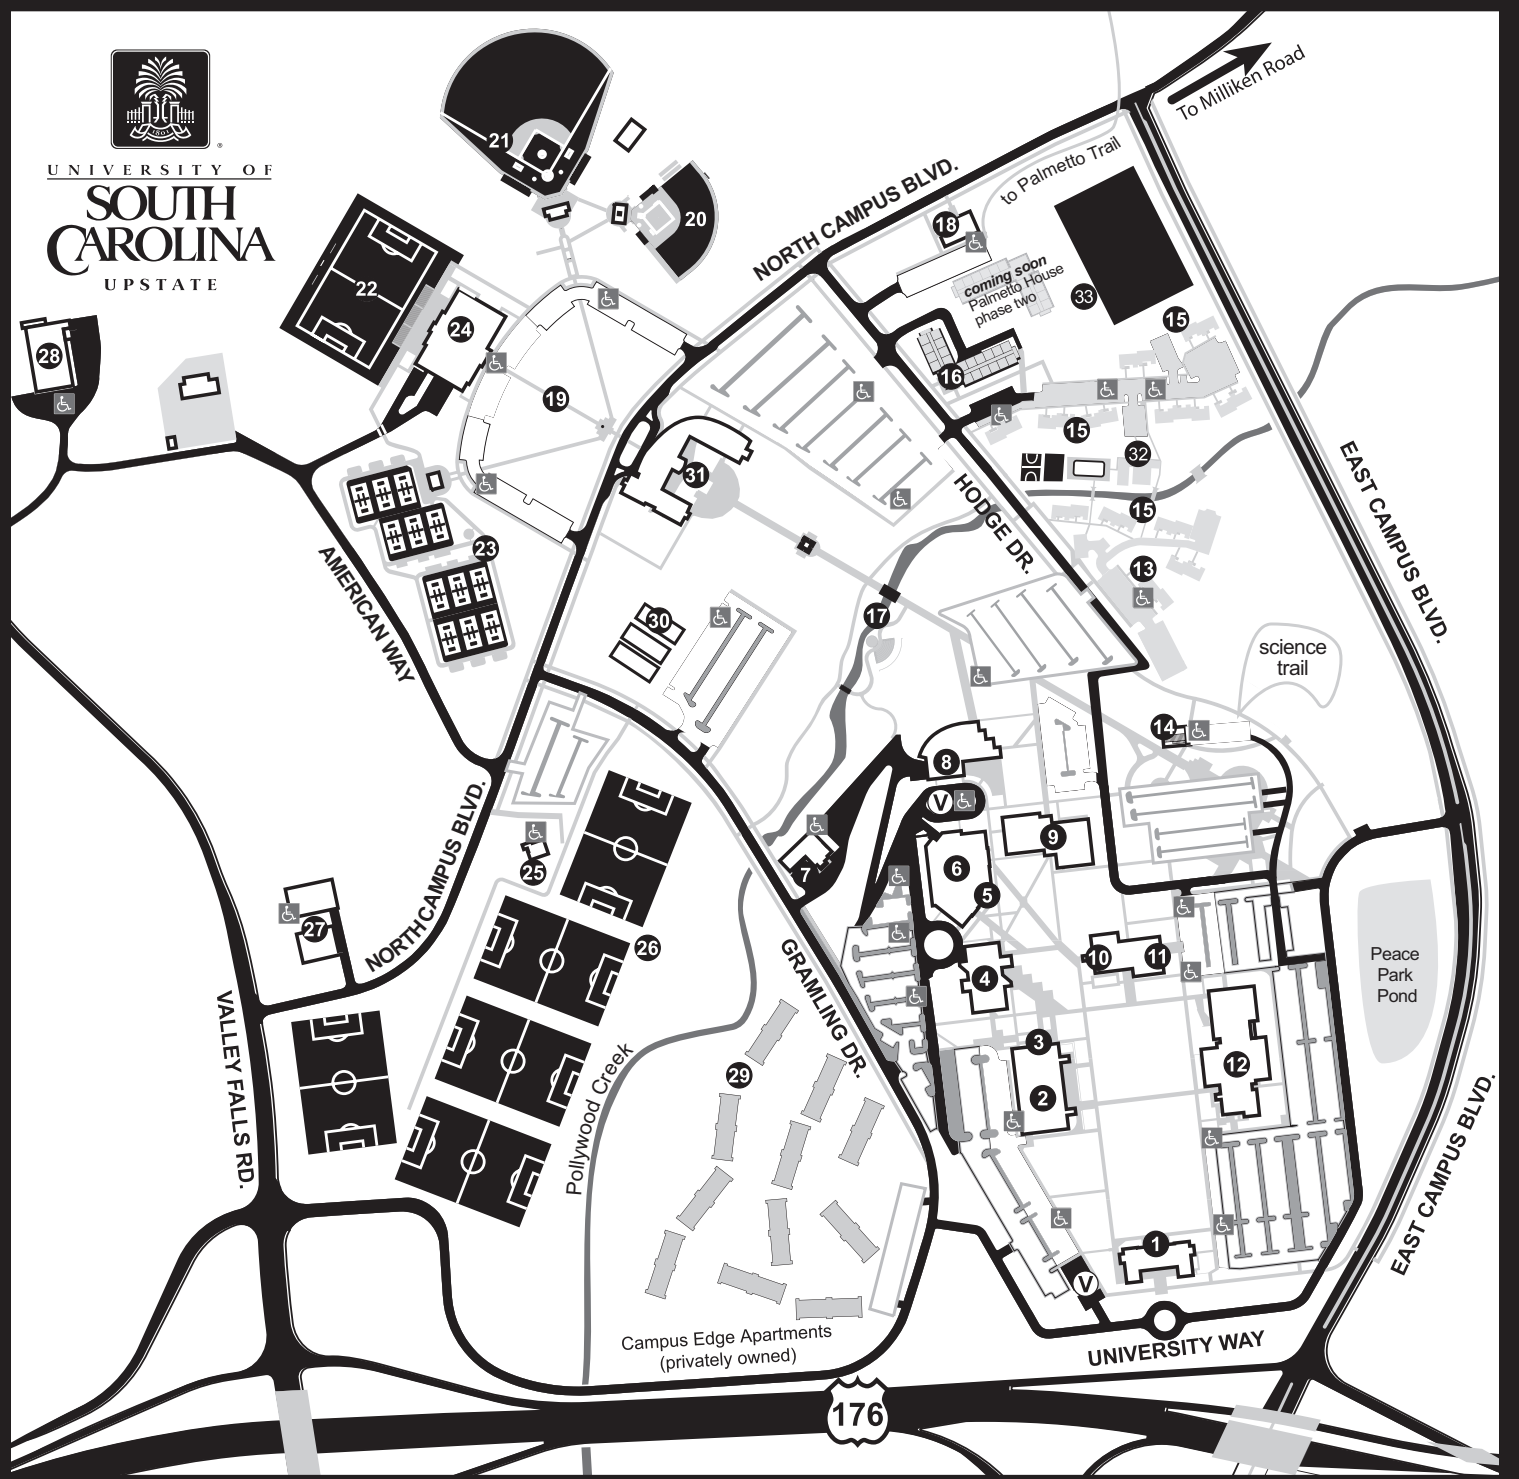 UNIVERSITY OF
SOUTH
CAROLINA
UPSTATE
1801
®
To Milliken Road
NORTH CAMPUS BLVD.
to Palmetto Trail
21
20
18
22
coming soon
Palmetto House
phase two
33
15
24
28
16
19
15
32
31
HODGE DR.
15
EAST CAMPUS BLVD.
23
13
AMERICAN WAY
17
30
science
trail
14
8
V
9
NORTH CAMPUS BLVD.
25
7
6
5
27
26
GRAMLING DR.
4
10
11
Peace
Park
Pond
VALLEY FALLS RD.
3
12
29
2
Pollywood Creek
EAST CAMPUS BLVD.
1
V
Campus Edge Apartments
(privately owned)
UNIVERSITY WAY
176